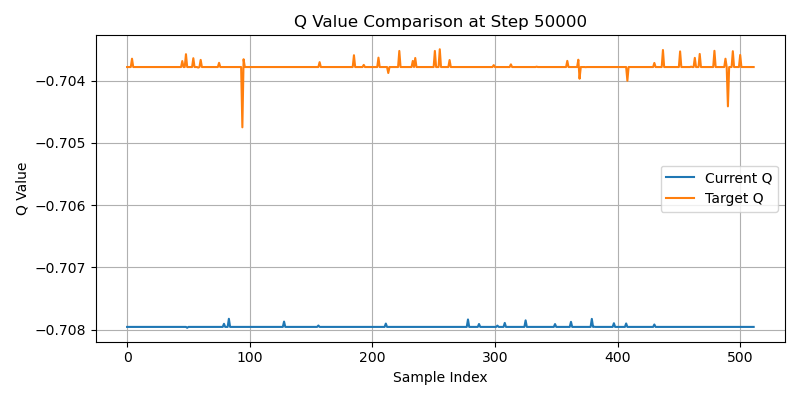 Q Value Comparison at Step 50000
−0.704
−0.705
−0.706
−0.707
−0.708
Q Value
Current Q
Target Q
0 100 200 300 400 500
Sample Index